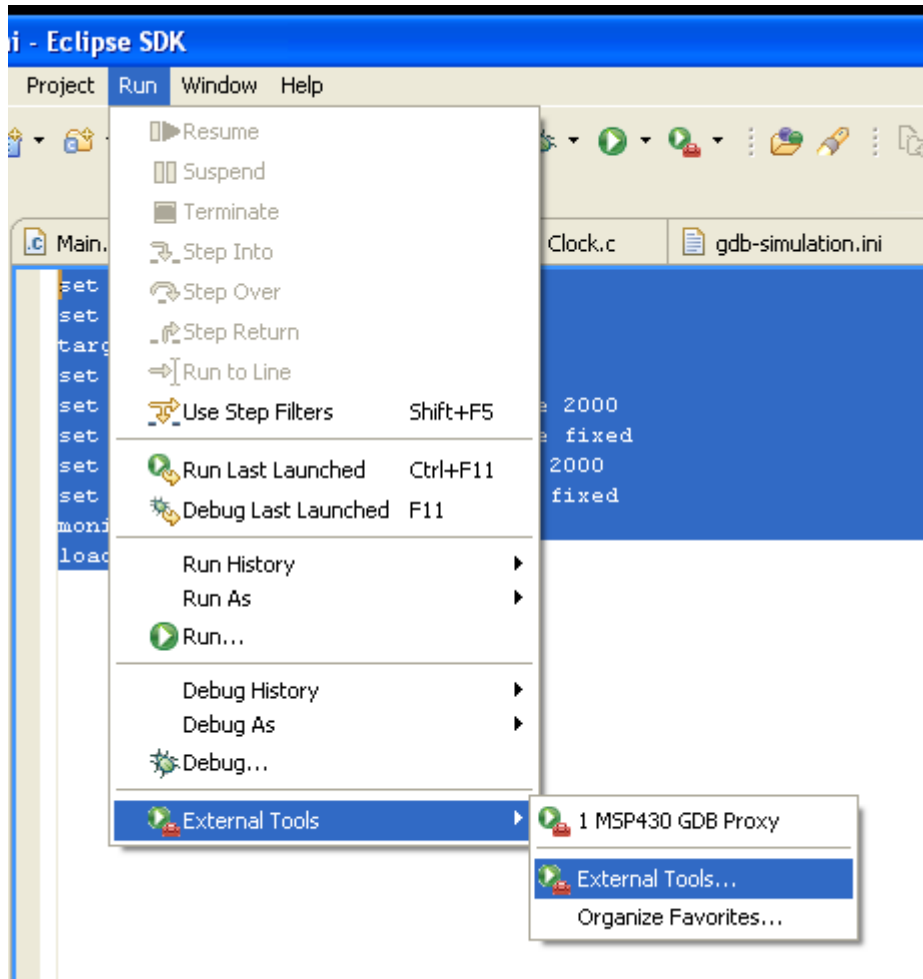 - Eclipse SDK
Project Run Window Help
Resume
Suspend
Terminate
Main. Clock.c gdb-simulation.ini
Step Into
set
Step Over
set
Step Return
targ
Run to Line
set
Use Step Filters Shift+F5
set 2000
set fixed
Run Last Launched Ctrl+F11
set 2000
Debug Last Launched F11
set fixed
moni
load
Run History
Run As
Run...
Debug History
Debug As
Debug...
External Tools
1 MSP430 GDB Proxy
External Tools...
Organize Favorites...